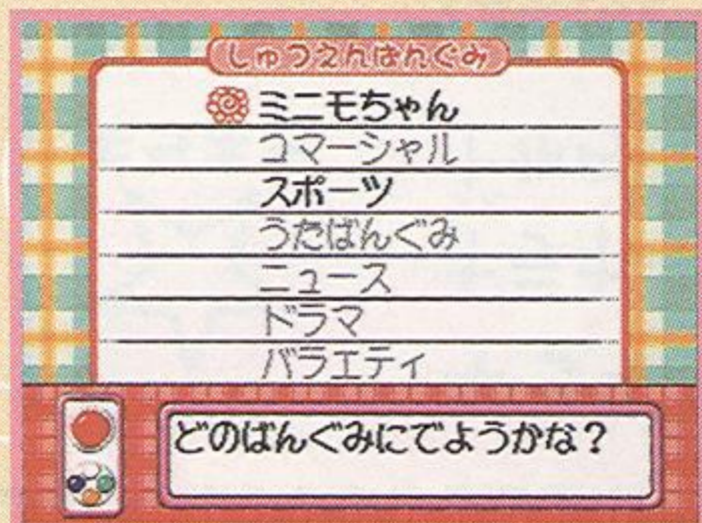 しゅつえんばんぐみ
ミニモちゃん
コマーシャル
スポーツ
うたばんぐみ
ニュース
ドラマ
バラエティ
どのばんぐみにでようかな？